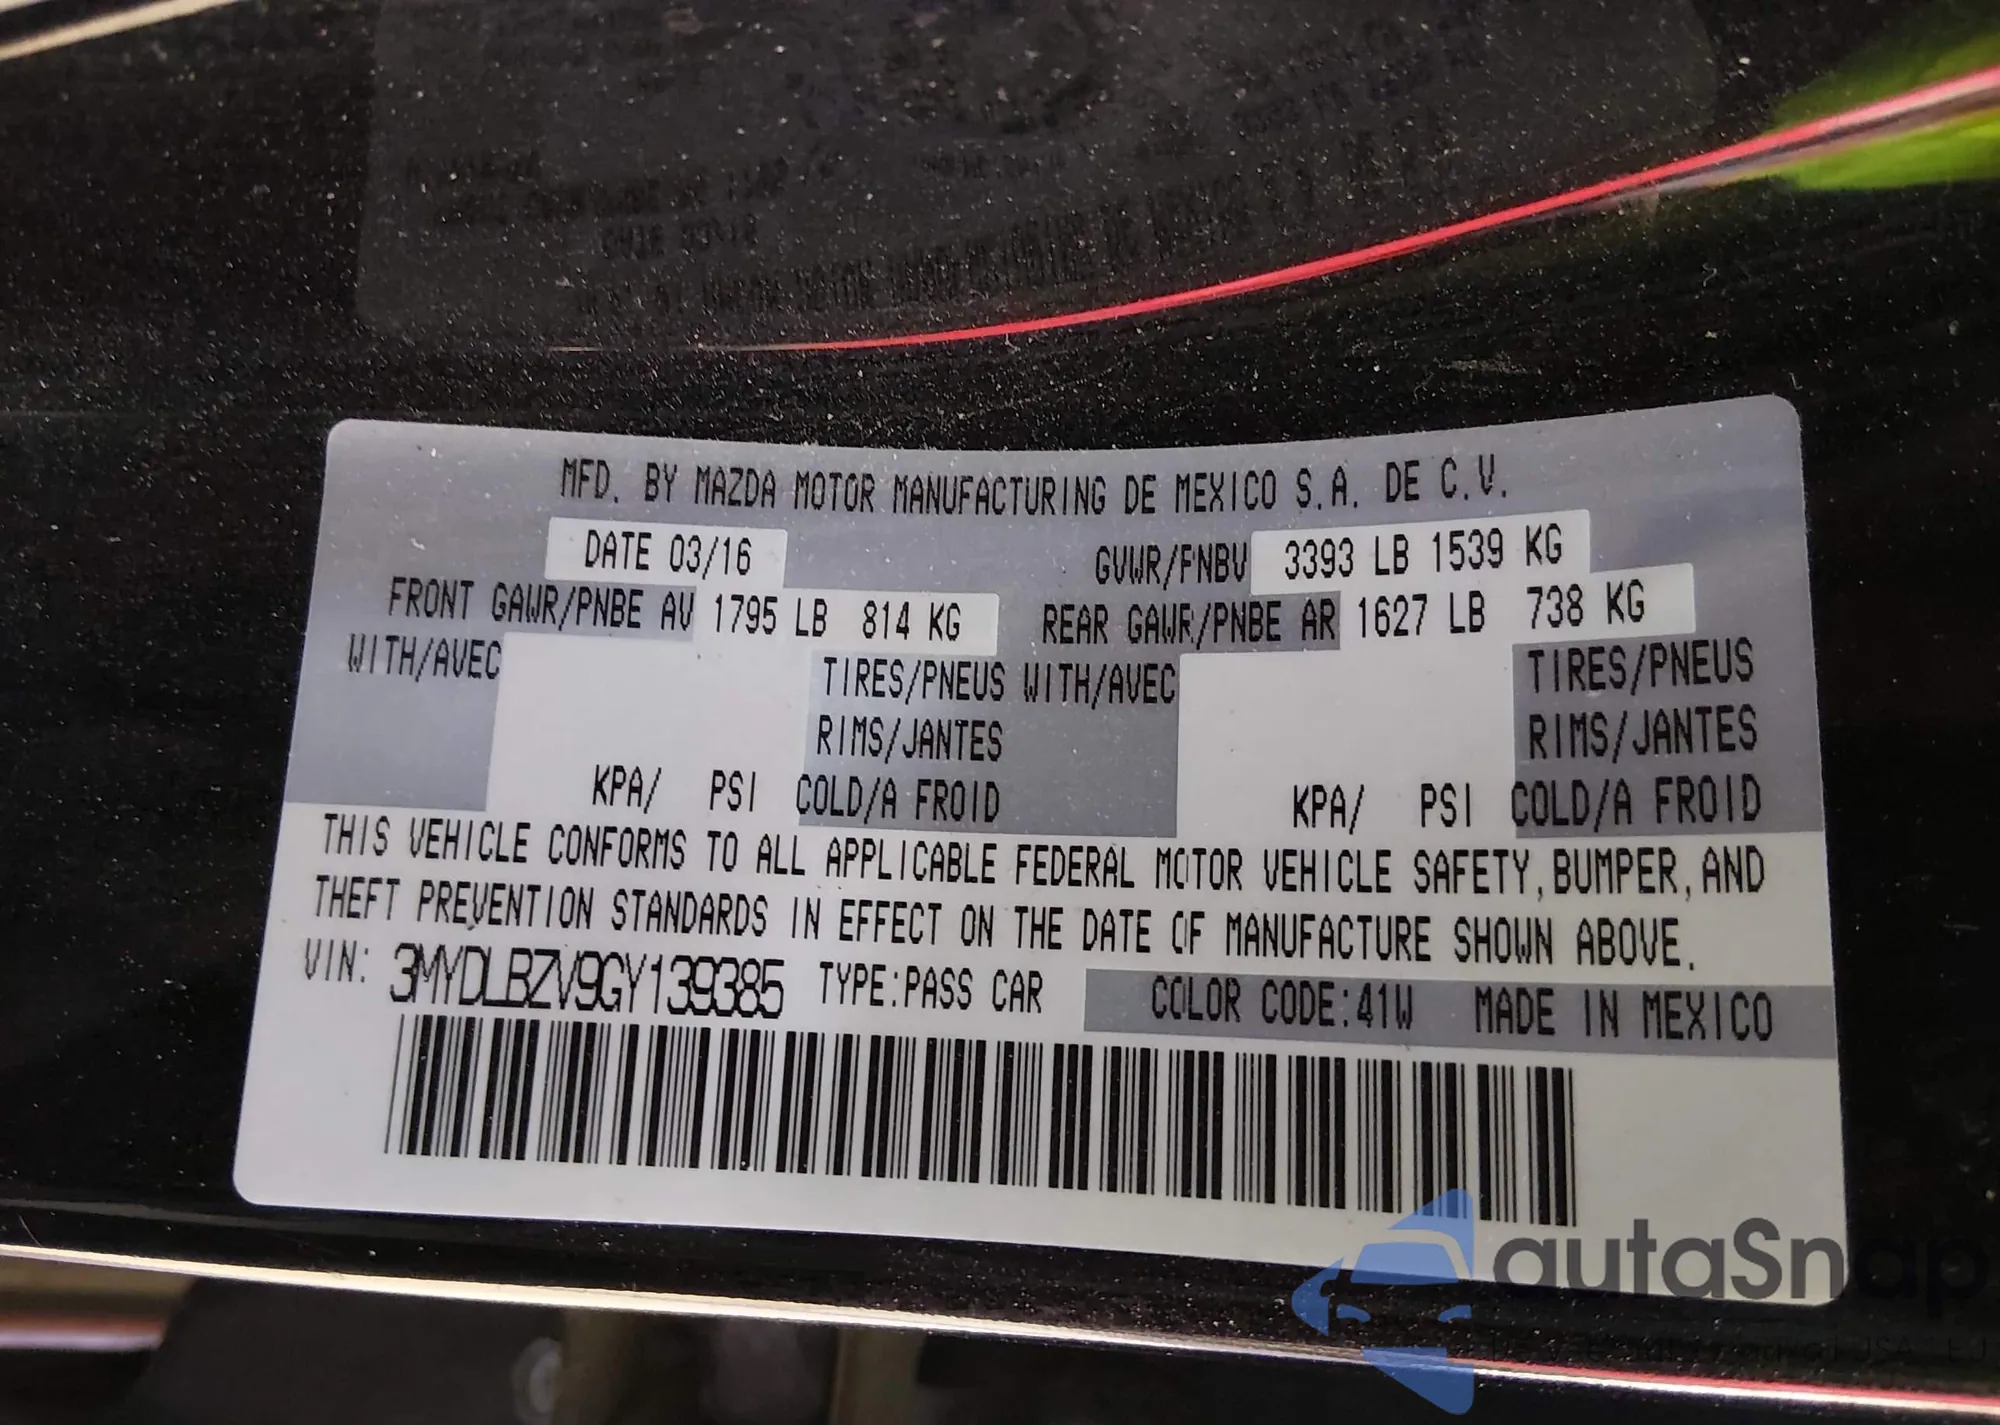 MFD. BY MAZDA MOTOR MANUFACTURING DE MEXICO S.A. DE C.V.
DATE 03/16 GVWR/PNBV 3393 LB 1539 KG
FRONT GAWR/PNBE AV 1795 LB 814 KG REAR GAWR/PNBE AR 1627 LB 738 KG
WITH/AVEC TIRES/PNEUS WITH/AVEC TIRES/PNEUS
RIMS/JANTES RIMS/JANTES
KPA/ PSI COLD/A FROID KPA/ PSI COLD/A FROID
THIS VEHICLE CONFORMS TO ALL APPLICABLE FEDERAL MOTOR VEHICLE SAFETY, BUMPER, AND
THEFT PREVENTION STANDARDS IN EFFECT ON THE DATE OF MANUFACTURE SHOWN ABOVE.
VIN: 3MYDLBZV9GY139385 TYPE:PASS CAR COLOR CODE:41W MADE IN MEXICO
autaSnap